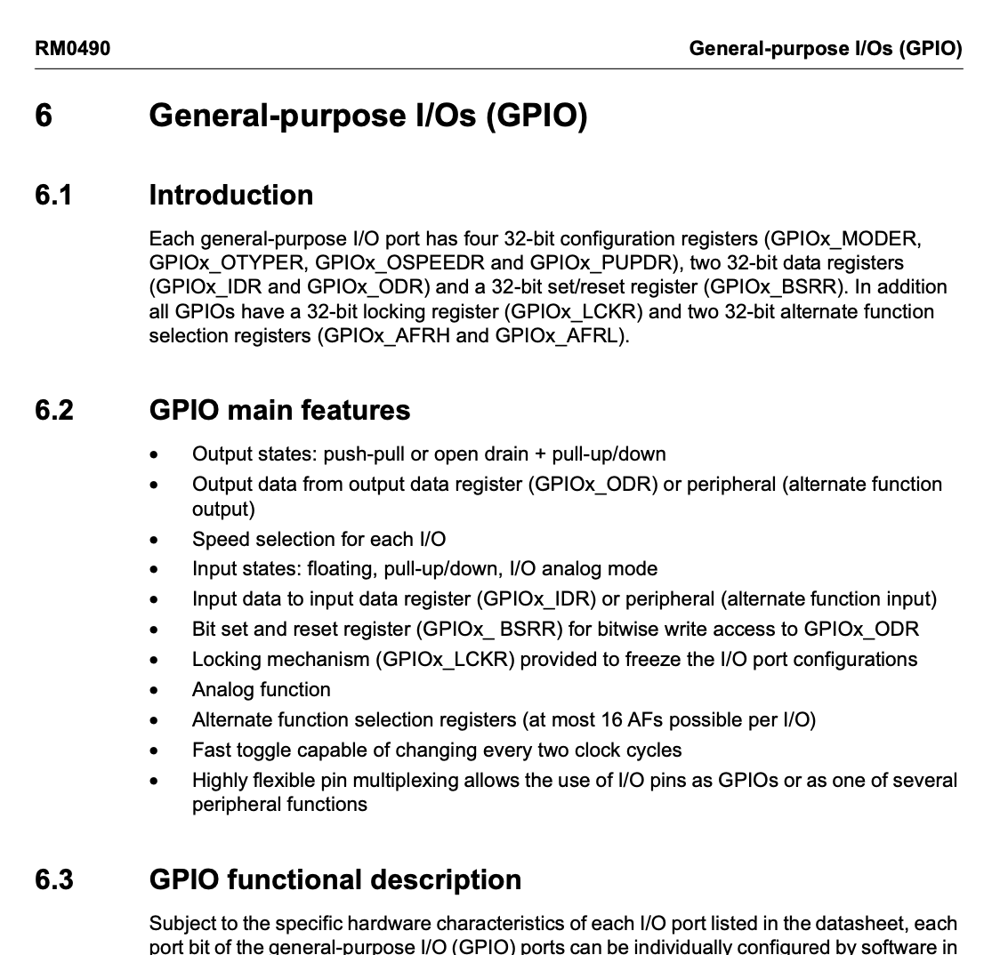 RM0490 General-purpose I/Os (GPIO)
6 General-purpose I/Os (GPIO)
6.1 Introduction
Each general-purpose I/O port has four 32-bit configuration registers (GPIOx_MODER,
GPIOx_OTYPER, GPIOx_OSPEEDR and GPIOx_PUPDR), two 32-bit data registers
(GPIOx_IDR and GPIOx_ODR) and a 32-bit set/reset register (GPIOx_BSRR). In addition
all GPIOs have a 32-bit locking register (GPIOx_LCKR) and two 32-bit alternate function
selection registers (GPIOx_AFRH and GPIOx_AFRL).
6.2 GPIO main features
• Output states: push-pull or open drain + pull-up/down
• Output data from output data register (GPIOx_ODR) or peripheral (alternate function
output)
• Speed selection for each I/O
• Input states: floating, pull-up/down, I/O analog mode
• Input data to input data register (GPIOx_IDR) or peripheral (alternate function input)
• Bit set and reset register (GPIOx_ BSRR) for bitwise write access to GPIOx_ODR
• Locking mechanism (GPIOx_LCKR) provided to freeze the I/O port configurations
• Analog function
• Alternate function selection registers (at most 16 AFs possible per I/O)
• Fast toggle capable of changing every two clock cycles
• Highly flexible pin multiplexing allows the use of I/O pins as GPIOs or as one of several
peripheral functions
6.3 GPIO functional description
Subject to the specific hardware characteristics of each I/O port listed in the datasheet, each
port bit of the general-purpose I/O (GPIO) ports can be individually configured by software in